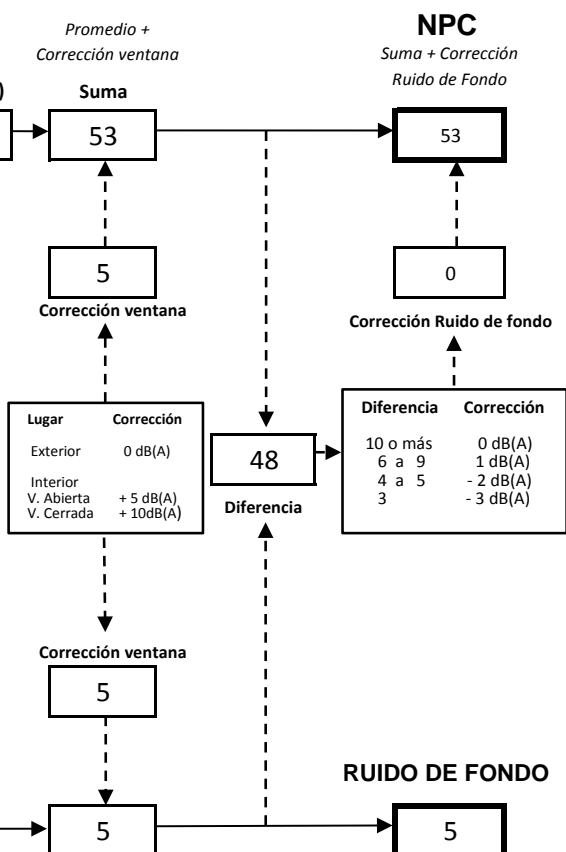 Promedio +
Corrección ventana
NPC
Suma + Corrección
Ruido de Fondo
)
Suma
53
53
5
Corrección ventana
0
Corrección Ruido de fondo
Lugar Corrección
Exterior 0 dB(A)
Interior
V. Abierta + 5 dB(A)
V. Cerrada + 10dB(A)
48
Diferencia
Diferencia Corrección
10 o más 0 dB(A)
6 a 9 1 dB(A)
4 a 5 - 2 dB(A)
3 - 3 dB(A)
Corrección ventana
5
RUIDO DE FONDO
5
5